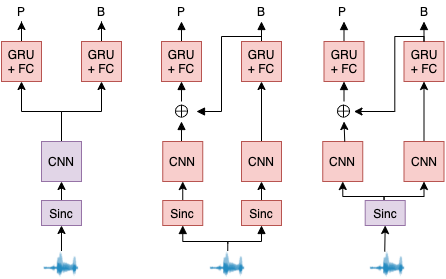 P B P B P B
GRU + FC GRU + FC GRU + FC GRU + FC GRU + FC GRU + FC
CNN CNN CNN CNN CNN
Sinc Sinc Sinc Sinc